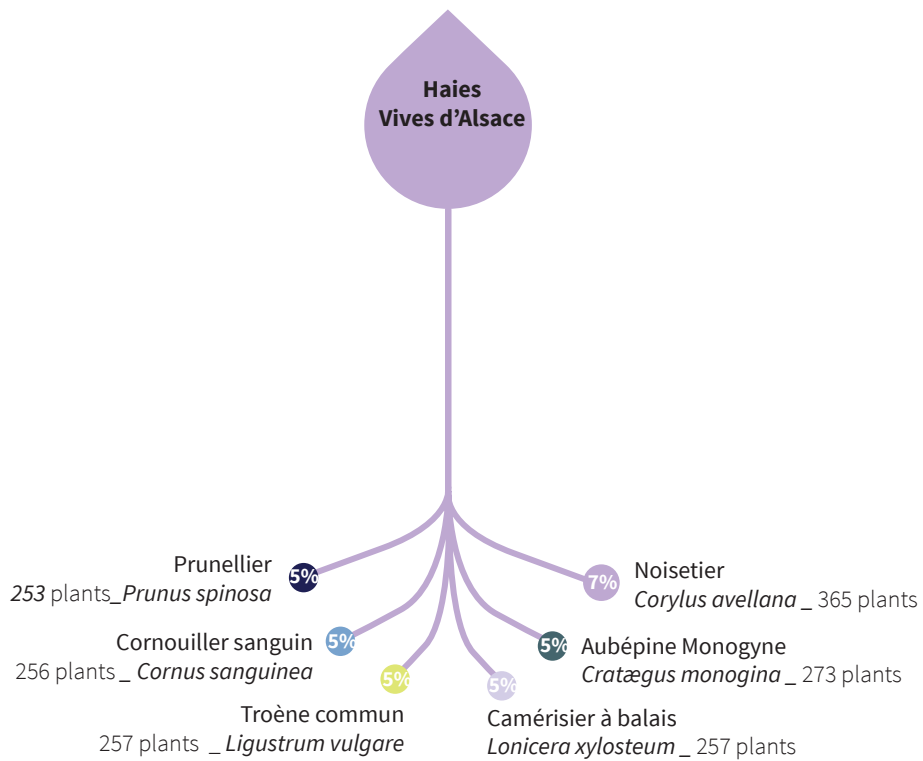 Haies
Vives d’Alsace
Prunellier
5%
253 plants_Prunus spinosa
7%
Noisetier
Corylus avellana _ 365 plants
Cornouiller sanguin
5%
256 plants _ Cornus sanguinea
5%
Aubépine Monogyne
Cratægus monogina _ 273 plants
5%
Troène commun
257 plants _ Ligustrum vulgare
5%
Camérisier à balais
Lonicera xylosteum _ 257 plants